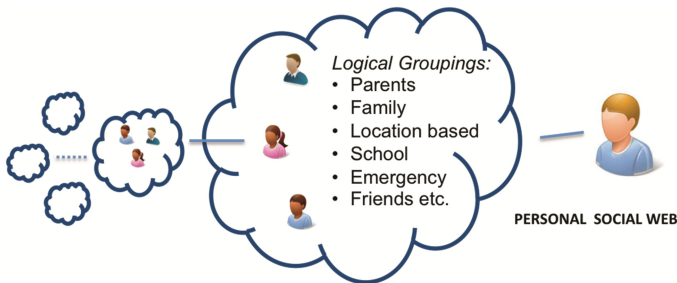 Logical Groupings:
• Parents
• Family
• Location based
• School
• Emergency
• Friends etc.
PERSONAL SOCIAL WEB